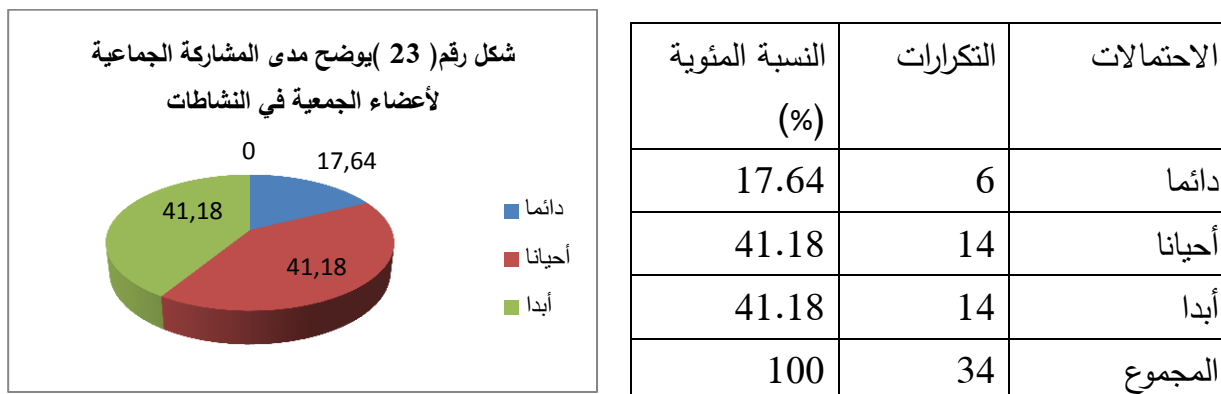 شكل رقم( 23 )يوضح مدى المشاركة الجماعية
لأعضاء الجمعية في النشاطات
0
17,64
41,18
41,18
دائما
أحيانا
أبدا
الاحتمالات التكرارات النسبة المئوية
(%)
دائما 6 17.64
أحيانا 14 41.18
أبدا 14 41.18
المجموع 34 100